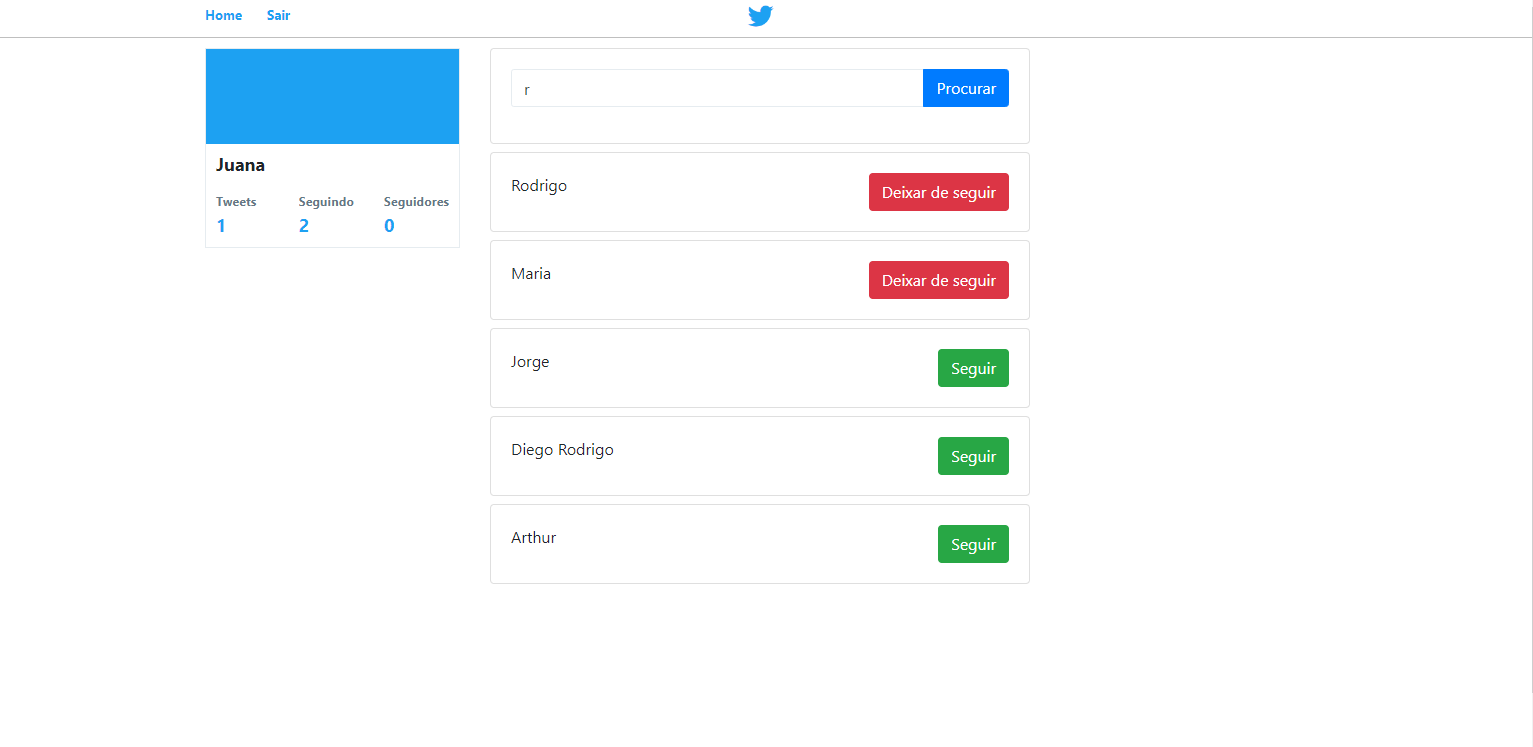 Home Sair
Juana
Tweets Seguindo Seguidores
1 2 0
r Procurar
Rodrigo Deixar de seguir
Maria Deixar de seguir
Jorge Seguir
Diego Rodrigo Seguir
Arthur Seguir